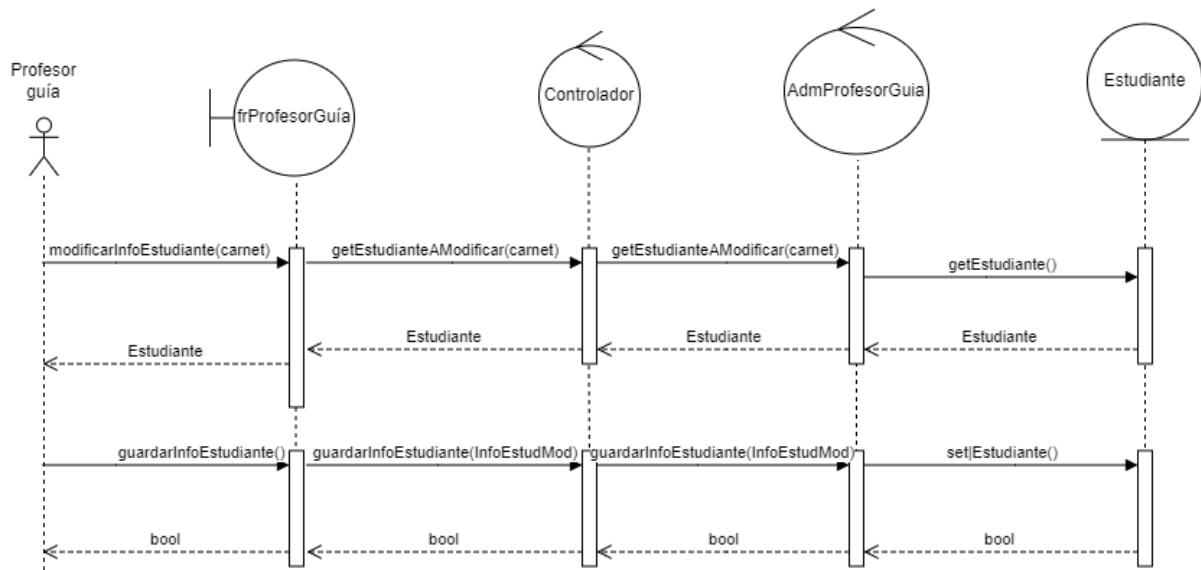 Profesor
guía
frProfesorGuía
Controlador
AdmProfesorGuia
Estudiante
modificarInfoEstudiante(carnet)
getEstudianteAModificar(carnet)
getEstudianteAModificar(carnet)
getEstudiante()
Estudiante
Estudiante
Estudiante
Estudiante
guardarInfoEstudiante()
guardarInfoEstudiante(InfoEstudMod)
guardarInfoEstudiante(InfoEstudMod)
set|Estudiante()
bool
bool
bool
bool